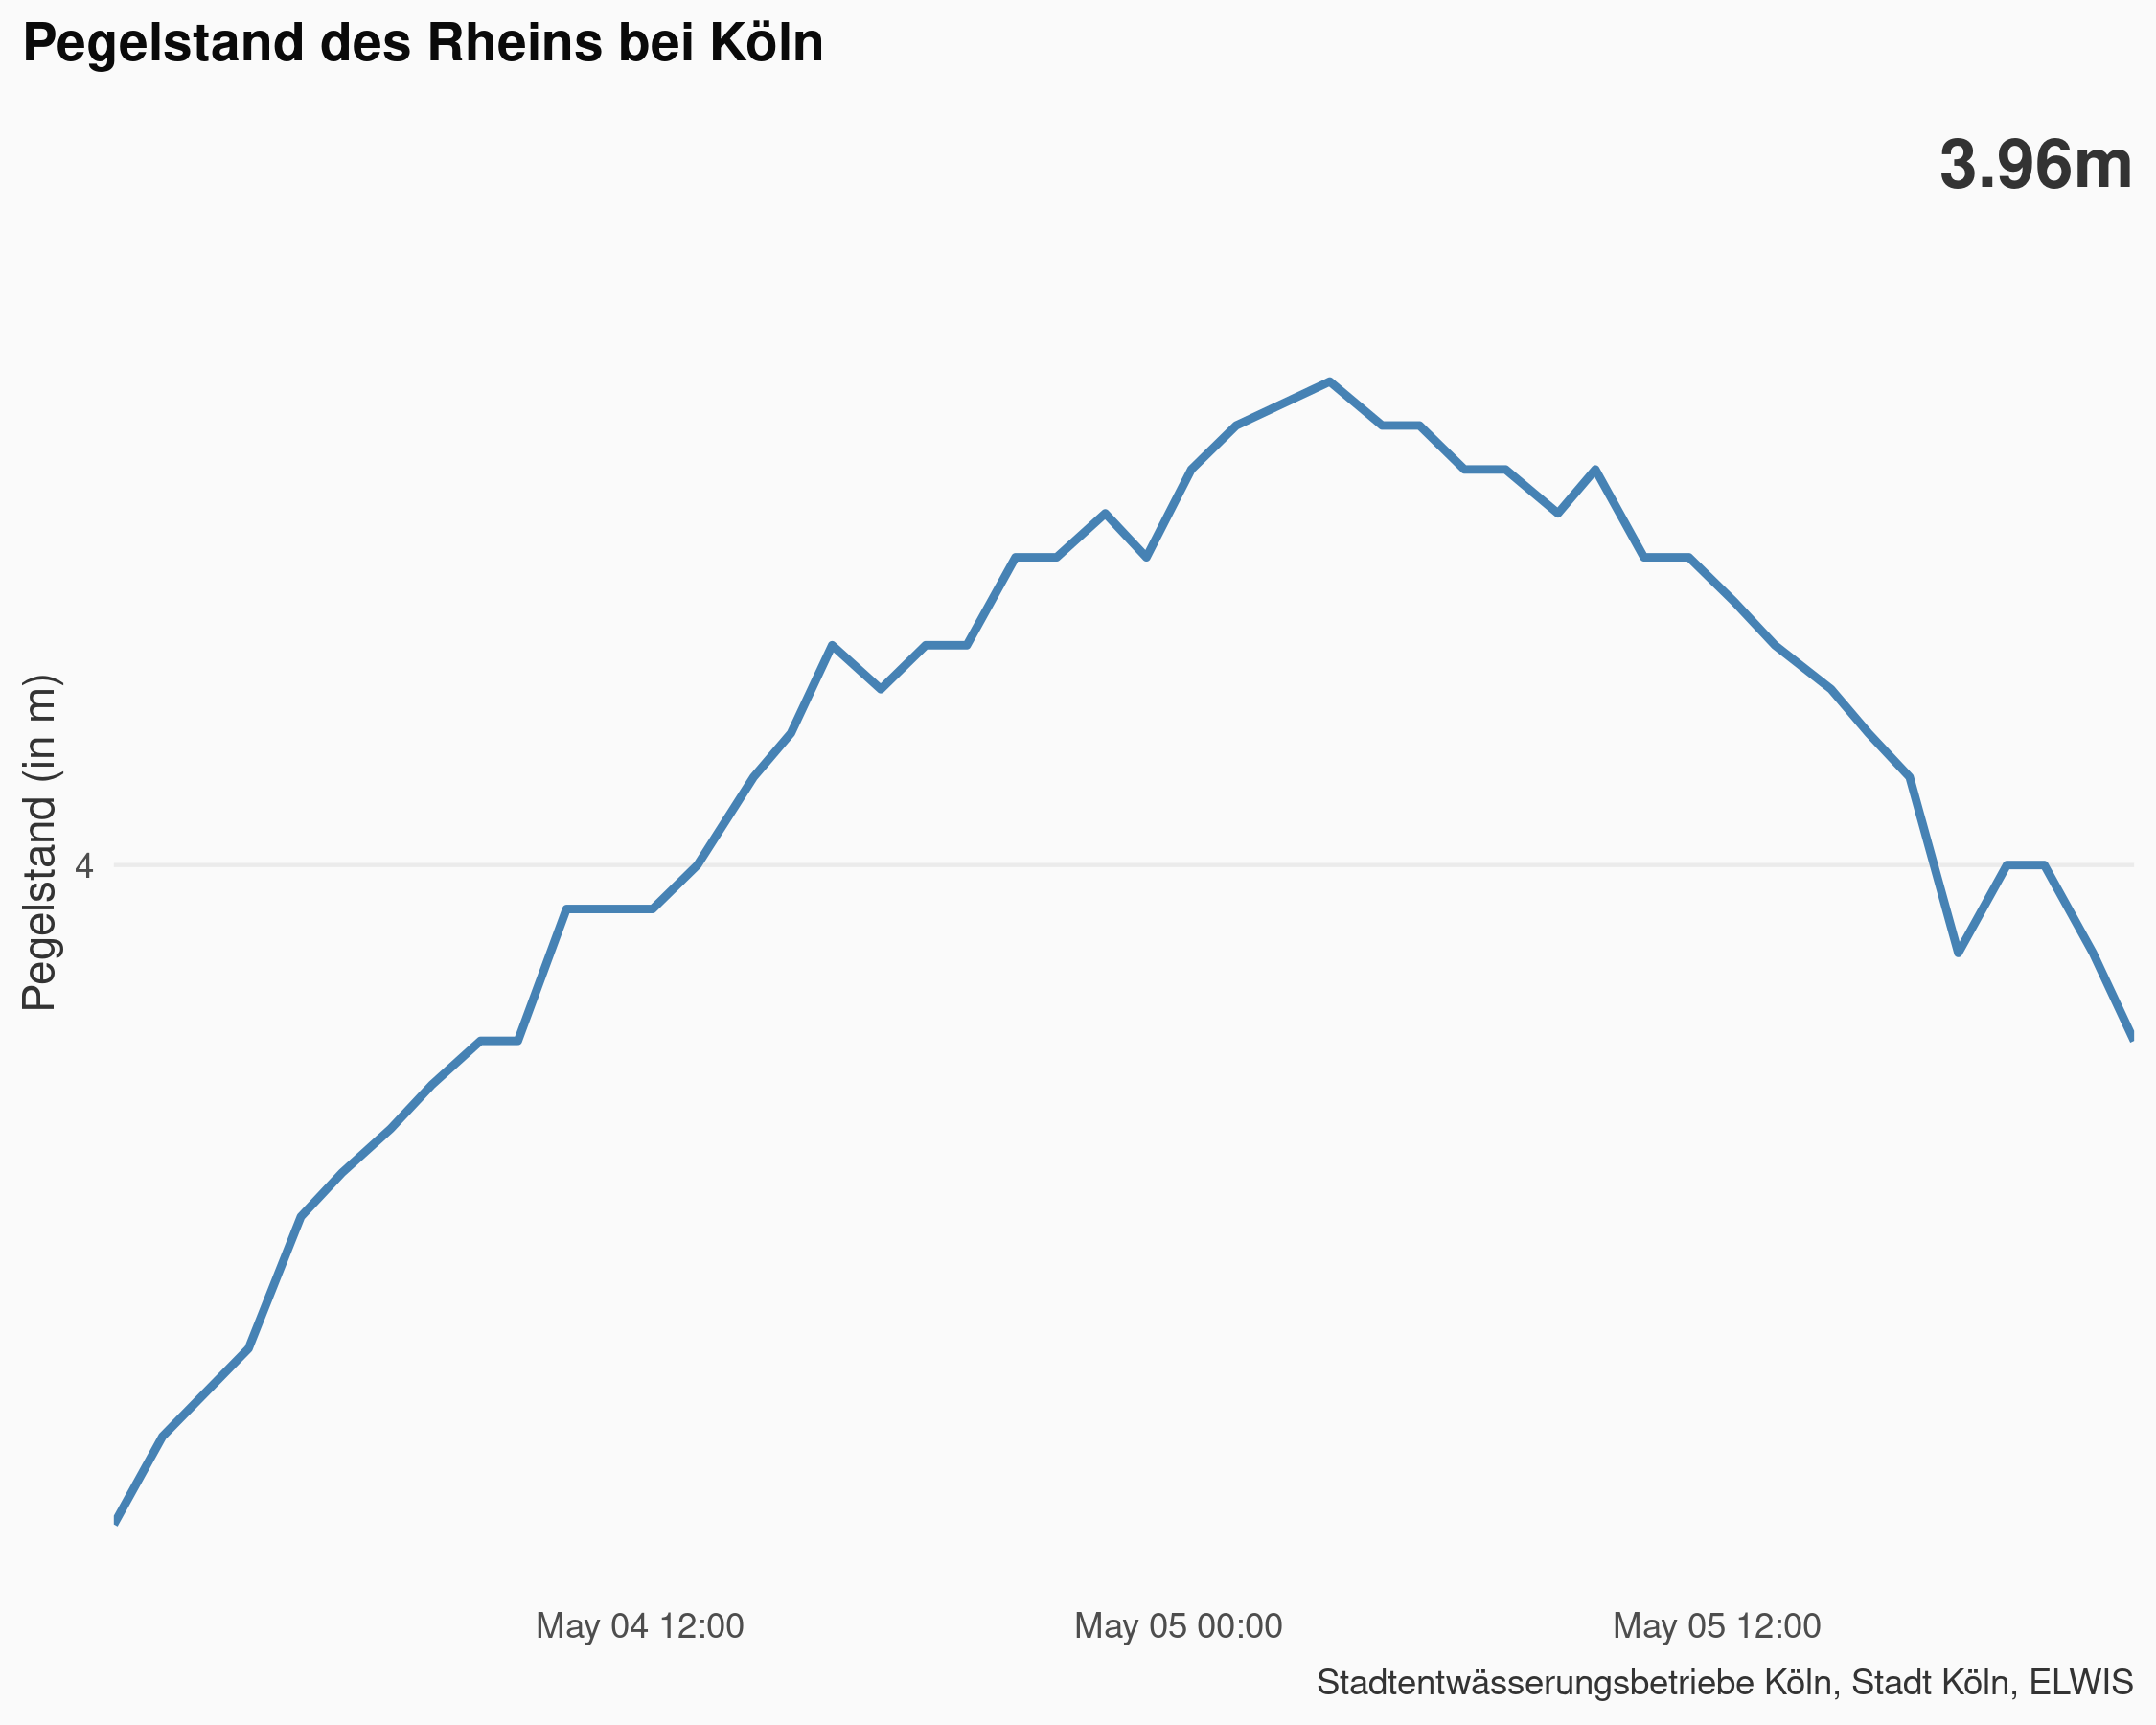 Pegelstand des Rheins bei Köln
3.96m
Pegelstand (in m)
4
May 04 12:00
May 05 00:00
May 05 12:00
Stadtentwässerungsbetriebe Köln, Stadt Köln, ELWIS